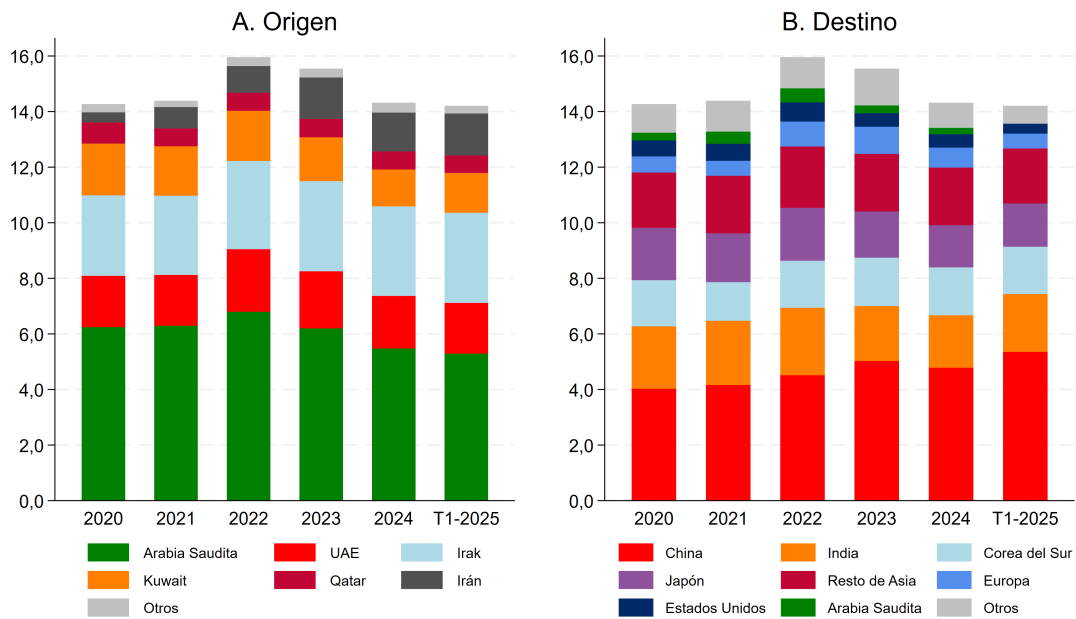 A. Origen
16,0
14,0
12,0
10,0
8,0
6,0
4,0
2,0
0,0
2020 2021 2022 2023 2024 T1-2025
Arabia Saudita UAE Irak
Kuwait Qatar Irán
Otros
B. Destino
16,0
14,0
12,0
10,0
8,0
6,0
4,0
2,0
0,0
2020 2021 2022 2023 2024 T1-2025
China India Corea del Sur
Japón Resto de Asia Europa
Estados Unidos Arabia Saudita Otros